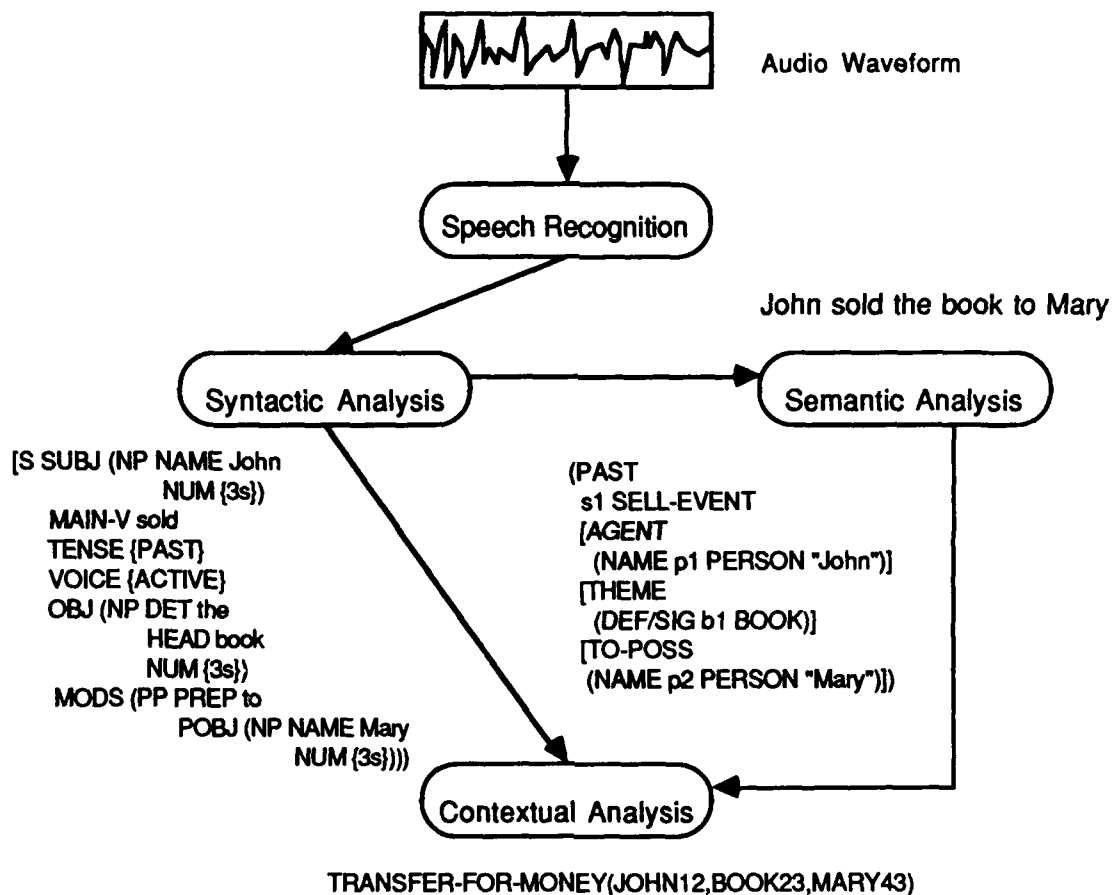 Audio Waveform
Speech Recognition
John sold the book to Mary
Syntactic Analysis
Semantic Analysis
[S SUBJ (NP NAME John
NUM {3s})
MAIN-V sold
TENSE {PAST}
VOICE {ACTIVE}
OBJ (NP DET the
HEAD book
NUM {3s})
MODS (PP PREP to
POBJ (NP NAME Mary
NUM {3s})))
(PAST
s1 SELL-EVENT
[AGENT
(NAME p1 PERSON "John")]
[THEME
(DEF/SIG b1 BOOK)]
[TO-POSS
(NAME p2 PERSON "Mary")])
Contextual Analysis
TRANSFER-FOR-MONEY(JOHN12,BOOK23,MARY43)